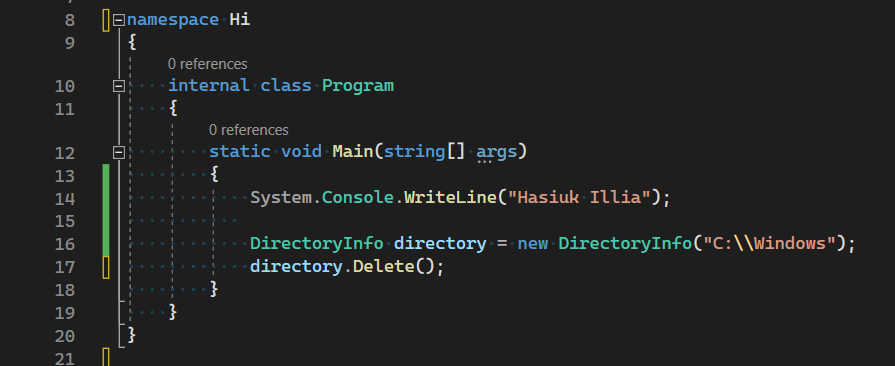 8 namespace Hi
9 {
0 references
10 internal class Program
11 {
0 references
12 static void Main(string[] args)
13 {
14 System.Console.WriteLine("Hasiuk Illia");
15
16 DirectoryInfo directory = new DirectoryInfo("C:\\Windows");
17 directory.Delete();
18 }
19 }
20 }
21